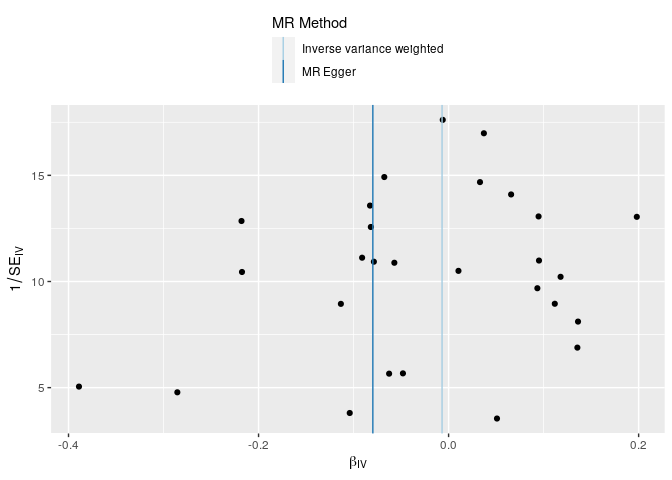 MR Method
Inverse variance weighted
MR Egger
15
10
5
1/SE_IV
-0.4
-0.2
0.0
0.2
β_IV